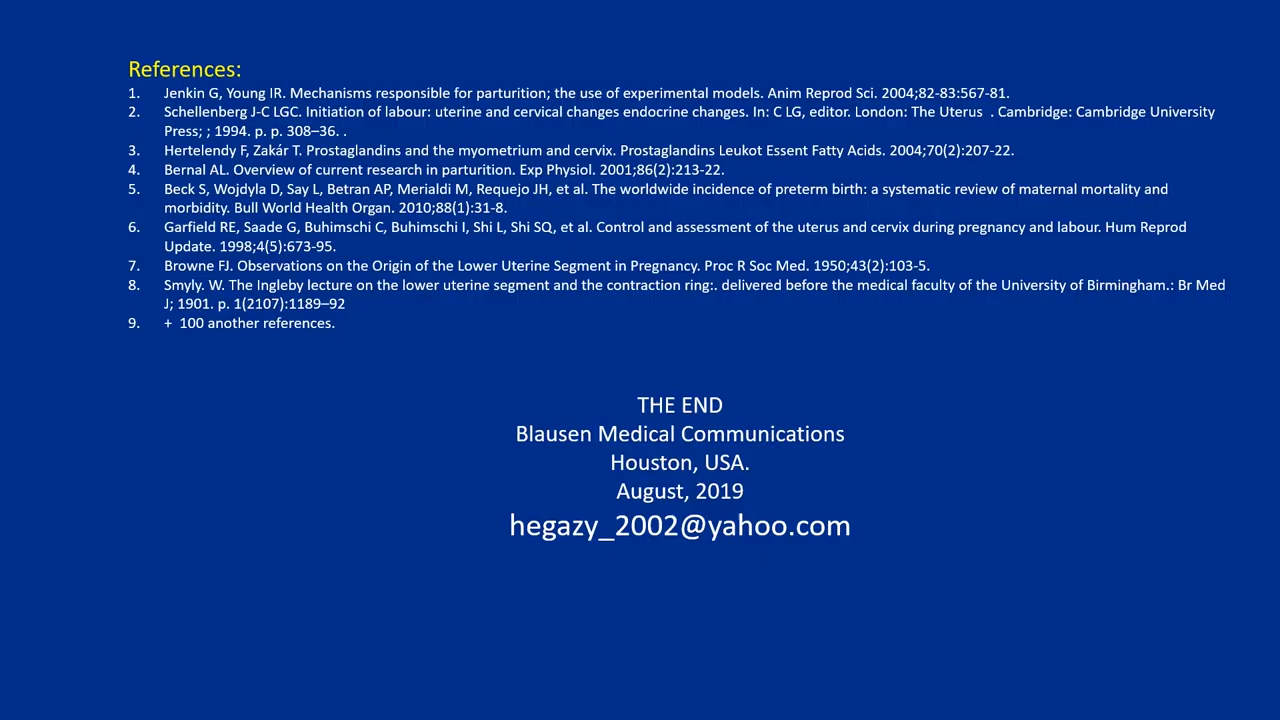 References:
1. Jenkin G, Young IR. Mechanisms responsible for parturition; the use of experimental models. Anim Reprod Sci. 2004;82-83:567-81.
2. Schellenberg J-C LGC. Initiation of labour: uterine and cervical changes endocrine changes. In: C LG, editor. London: The Uterus . Cambridge: Cambridge University
Press; ; 1994. p. p. 308–36. .
3. Hertelendy F, Zakár T. Prostaglandins and the myometrium and cervix. Prostaglandins Leukot Essent Fatty Acids. 2004;70(2):207-22.
4. Bernal AL. Overview of current research in parturition. Exp Physiol. 2001;86(2):213-22.
5. Beck S, Wojdyla D, Say L, Betran AP, Merialdi M, Requejo JH, et al. The worldwide incidence of preterm birth: a systematic review of maternal mortality and
morbidity. Bull World Health Organ. 2010;88(1):31-8.
6. Garfield RE, Saade G, Buhimschi C, Buhimschi I, Shi L, Shi SQ, et al. Control and assessment of the uterus and cervix during pregnancy and labour. Hum Reprod
Update. 1998;4(5):673-95.
7. Browne FJ. Observations on the Origin of the Lower Uterine Segment in Pregnancy. Proc R Soc Med. 1950;43(2):103-5.
8. Smyly. W. The Ingleby lecture on the lower uterine segment and the contraction ring:. delivered before the medical faculty of the University of Birmingham.: Br Med
J; 1901. p. 1(2107):1189–92
9. + 100 another references.
THE END
Blausen Medical Communications
Houston, USA.
August, 2019
hegazy_2002@yahoo.com